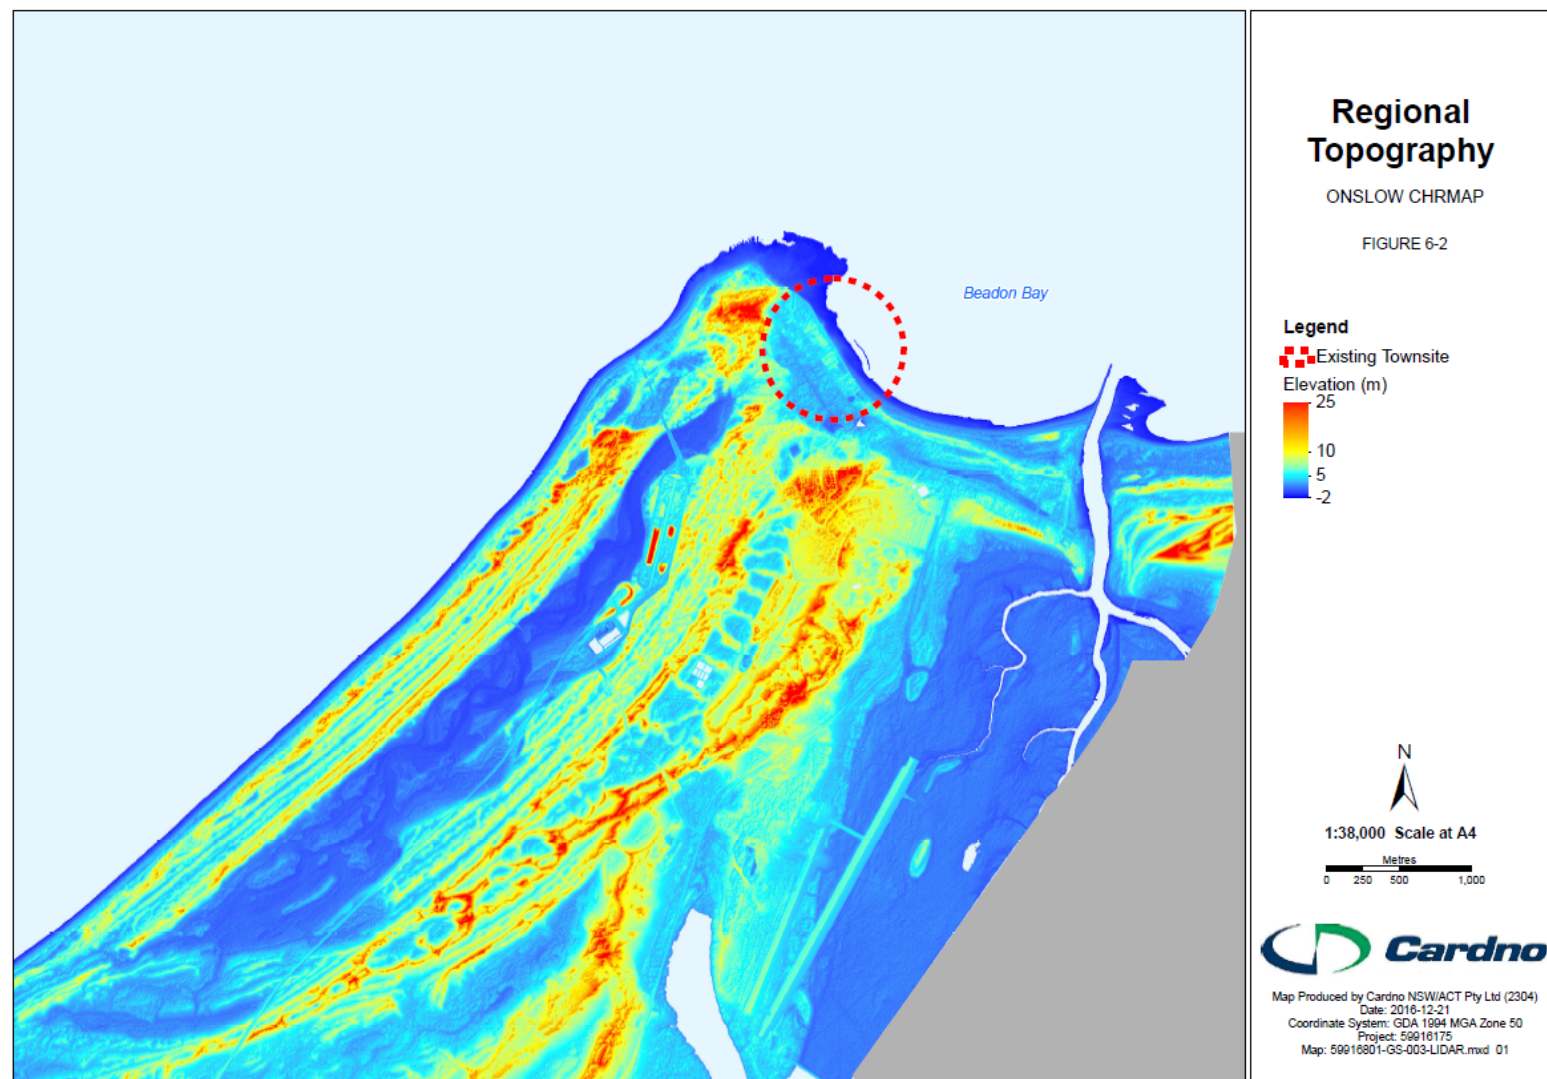 Beadon Bay
Regional
Topography
ONSLOW CHRMAP
FIGURE 6-2
Legend
Existing Townsite
Elevation (m)
25
10
5
-2
N
1:38,000 Scale at A4
Metres
0 250 500 1,000
Cardno
Map Produced by Cardno NSW/ACT Pty Ltd (2304)
Date: 2016-12-21
Coordinate System: GDA 1994 MGA Zone 50
Project: 59916175
Map: 59916801-GS-003-LIDAR.mxd 01